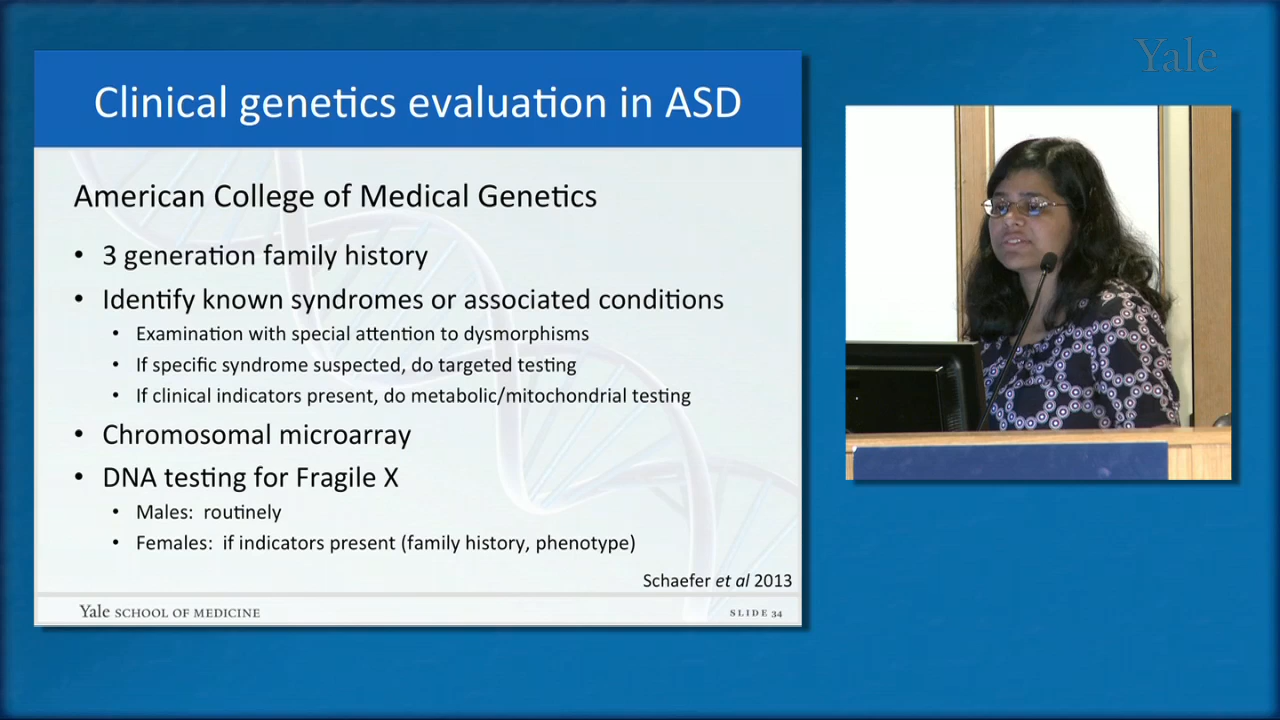 Yale
Clinical genetics evaluation in ASD
American College of Medical Genetics
• 3 generation family history
• Identify known syndromes or associated conditions
• Examination with special attention to dysmorphisms
• If specific syndrome suspected, do targeted testing
• If clinical indicators present, do metabolic/mitochondrial testing
• Chromosomal microarray
• DNA testing for Fragile X
• Males: routinely
• Females: if indicators present (family history, phenotype)
Schaefer et al 2013
Yale SCHOOL OF MEDICINE
SLIDE 34